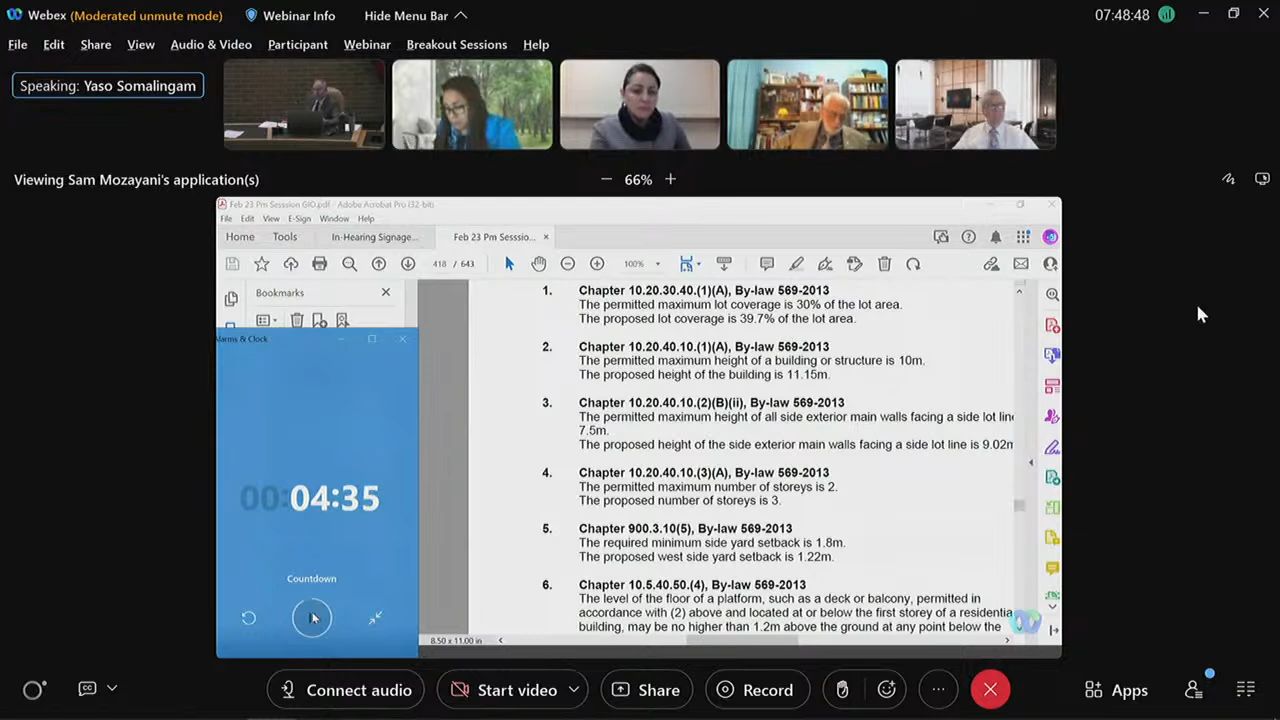 Webex (Moderated unmute mode) Webinar Info Hide Menu Bar 07:48:48
File Edit Share View Audio & Video Participant Webinar Breakout Sessions Help
Speaking: Yaso Somalingam
Viewing Sam Mozayani's application(s) 66%
Feb 23 Pm Sesssion GIO.pdf - Adobe Acrobat Pro (32-bit)
File Edit View E-Sign Window Help
Home Tools In-Hearing Signage... Feb 23 Pm Sesssio...
418 / 643 100%
Bookmarks
Alarms & Clock
00:04:35
Countdown
1. Chapter 10.20.30.40.(1)(A), By-law 569-2013
The permitted maximum lot coverage is 30% of the lot area.
The proposed lot coverage is 39.7% of the lot area.
2. Chapter 10.20.40.10.(1)(A), By-law 569-2013
The permitted maximum height of a building or structure is 10m.
The proposed height of the building is 11.15m.
3. Chapter 10.20.40.10.(2)(B)(ii), By-law 569-2013
The permitted maximum height of all side exterior main walls facing a side lot line
7.5m.
The proposed height of the side exterior main walls facing a side lot line is 9.02m
4. Chapter 10.20.40.10.(3)(A), By-law 569-2013
The permitted maximum number of storeys is 2.
The proposed number of storeys is 3.
5. Chapter 900.3.10(5), By-law 569-2013
The required minimum side yard setback is 1.8m.
The proposed west side yard setback is 1.22m.
6. Chapter 10.5.40.50.(4), By-law 569-2013
The level of the floor of a platform, such as a deck or balcony, permitted in
accordance with (2) above and located at or below the first storey of a residentia
building, may be no higher than 1.2m above the ground at any point below the
8.50 x 11.00 in
Connect audio Start video Share Record Apps